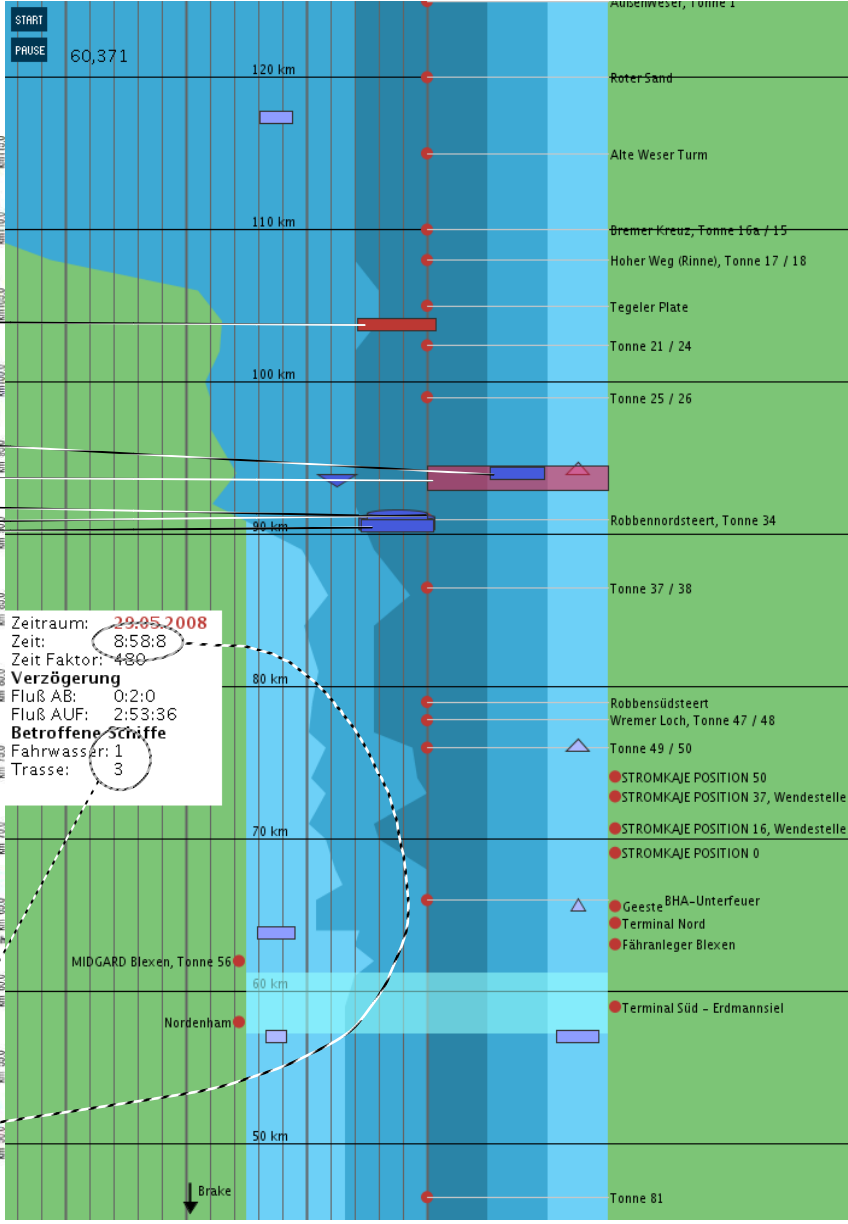 Außenweser, Tonne 1
START
PAUSE
60,371
120 km
Roter Sand
Alte Weser Turm
110 km
Bremer Kreuz, Tonne 16a / 15
Hoher Weg (Rinne), Tonne 17 / 18
Tegeler Plate
Tonne 21 / 24
100 km
Tonne 25 / 26
Robbennordsteert, Tonne 34
90 km
Tonne 37 / 38
Zeitraum: 29.05.2008
Zeit: 8:58:8
Zeit Faktor: 480
Verzögerung
Fluß AB: 0:2:0
Fluß AUF: 2:53:36
Betroffene Schiffe
Fahrwasser: 1
Trasse: 3
80 km
Robbensüdsteert
Wremer Loch, Tonne 47 / 48
Tonne 49 / 50
STROMKAJE POSITION 50
STROMKAJE POSITION 37, Wendestelle
STROMKAJE POSITION 16, Wendestelle
70 km
STROMKAJE POSITION 0
BHA-Unterfeuer
Geeste
Terminal Nord
Fähranleger Blexen
MIDGARD Blexen, Tonne 56
60 km
Terminal Süd - Erdmannsiel
Nordenham
50 km
Brake
Tonne 81